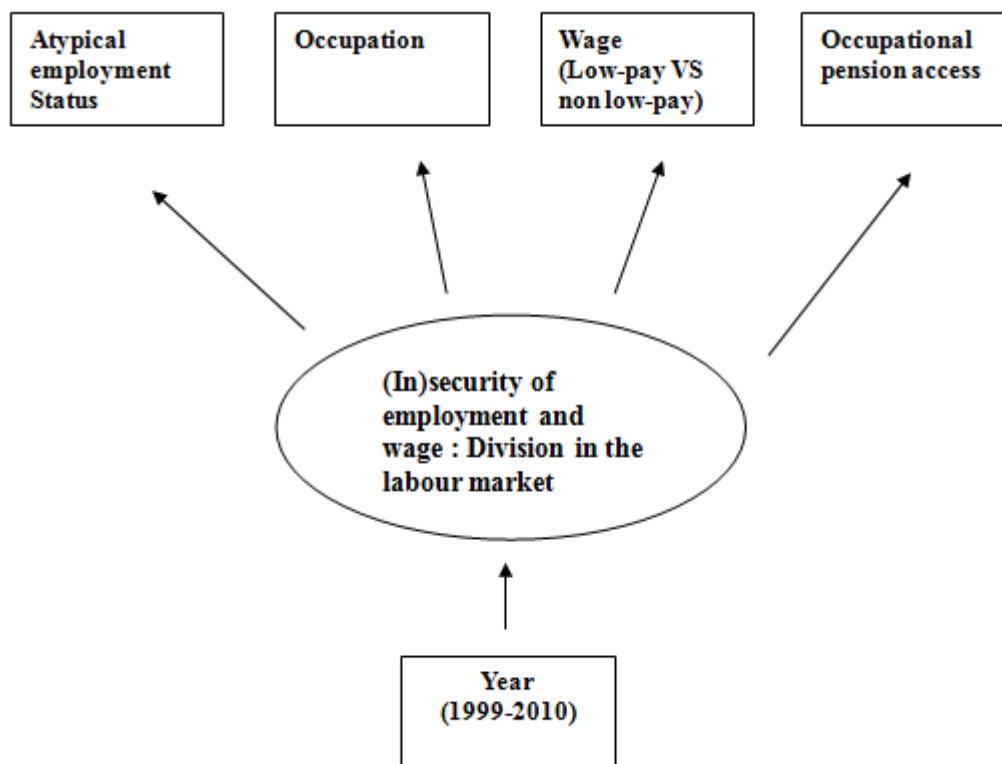 Atypical
employment
Status
Occupation
Wage
(Low-pay VS
non low-pay)
Occupational
pension access
(In)security of
employment and
wage : Division in the
labour market
Year
(1999-2010)